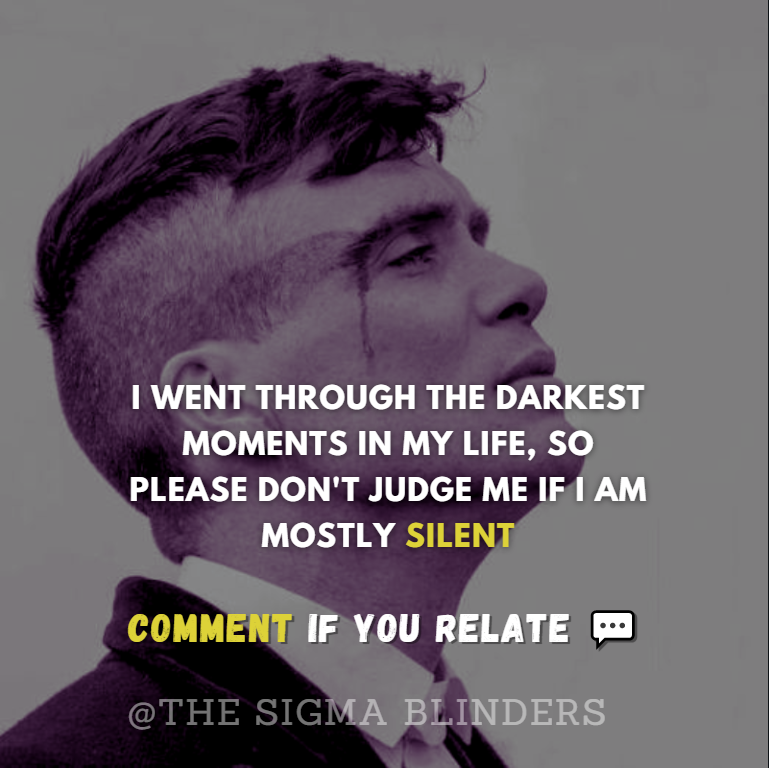 I WENT THROUGH THE DARKEST
MOMENTS IN MY LIFE, SO
PLEASE DON'T JUDGE ME IF I AM
MOSTLY SILENT
COMMENT IF YOU RELATE
@THE SIGMA BLINDERS